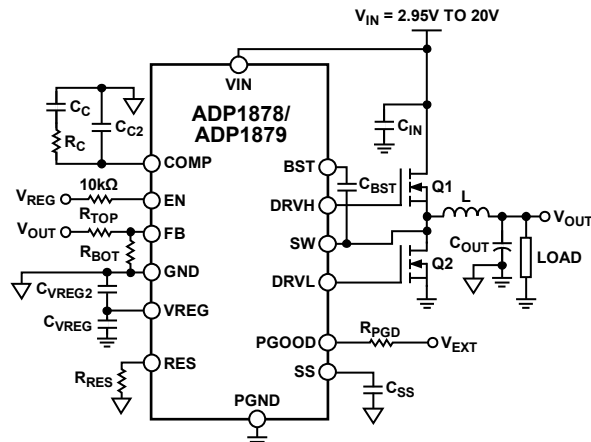 VIN = 2.95V TO 20V
VIN
ADP1878/
ADP1879
CC
CC2
RC
CIN
COMP
BST
CBST
Q1
VREG
10kΩ
EN
DRVH
L
VOUT
RTOP
VOUT
FB
SW
COUT
LOAD
RBOT
Q2
GND
CVREG2
DRVL
VREG
CVREG
RPGD
PGOOD
VEXT
RES
SS
RRES
CSS
PGND